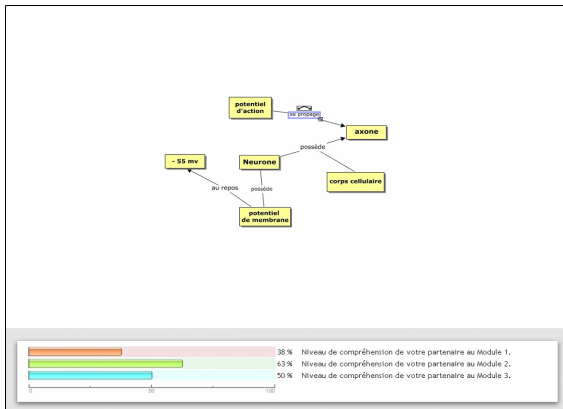 potentiel
d'action
se propage
axone
possède
- 55 mv
Neurone
corps cellulaire
au repos
possède
potentiel
de membrane
38 % Niveau de compréhension de votre partenaire au Module 1.
63 % Niveau de compréhension de votre partenaire au Module 2.
50 % Niveau de compréhension de votre partenaire au Module 3.
0 50 100